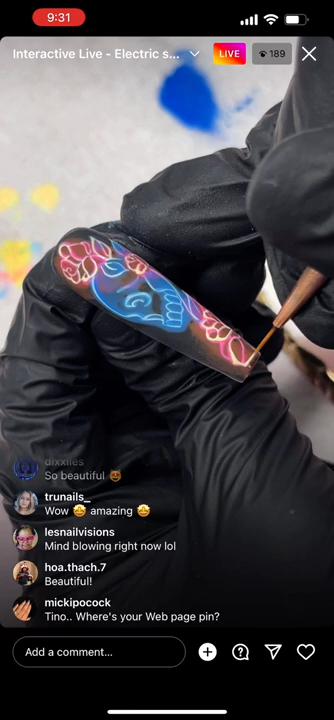 9:31
Interactive Live - Electric s...
LIVE
189
dixxiies
So beautiful
trunails_
Wow 🤩 amazing 🤩
lesnailvisions
Mind blowing right now lol
hoa.thach.7
Beautiful!
mickipocock
Tino.. Where's your Web page pin?
Add a comment...